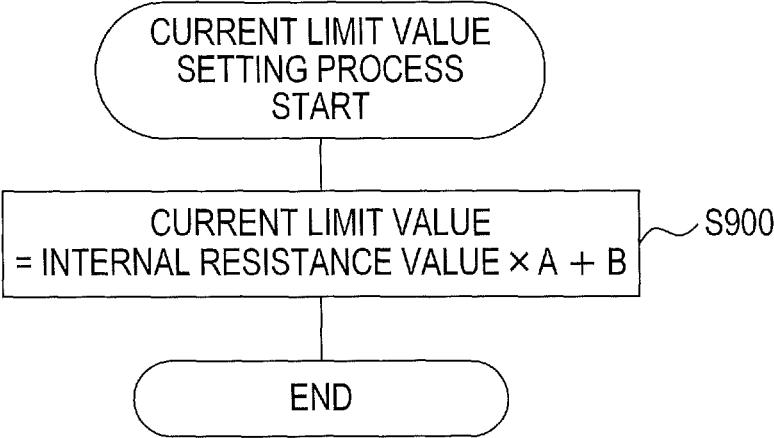 CURRENT LIMIT VALUE
SETTING PROCESS
START
CURRENT LIMIT VALUE
= INTERNAL RESISTANCE VALUE × A + B
S900
END